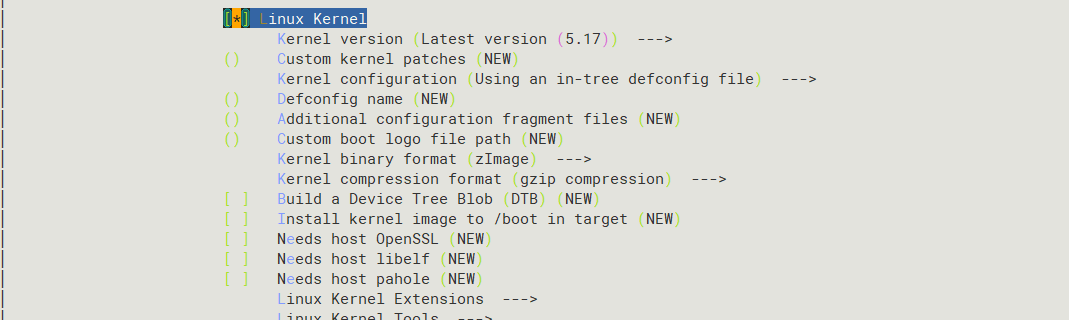 [*] Linux Kernel
Kernel version (Latest version (5.17))  --->
()    Custom kernel patches (NEW)
Kernel configuration (Using an in-tree defconfig file)  --->
()    Defconfig name (NEW)
()    Additional configuration fragment files (NEW)
()    Custom boot logo file path (NEW)
Kernel binary format (zImage)  --->
Kernel compression format (gzip compression)  --->
[ ]   Build a Device Tree Blob (DTB) (NEW)
[ ]   Install kernel image to /boot in target (NEW)
[ ]   Needs host OpenSSL (NEW)
[ ]   Needs host libelf (NEW)
[ ]   Needs host pahole (NEW)
Linux Kernel Extensions  --->
Linux Kernel Tools  --->